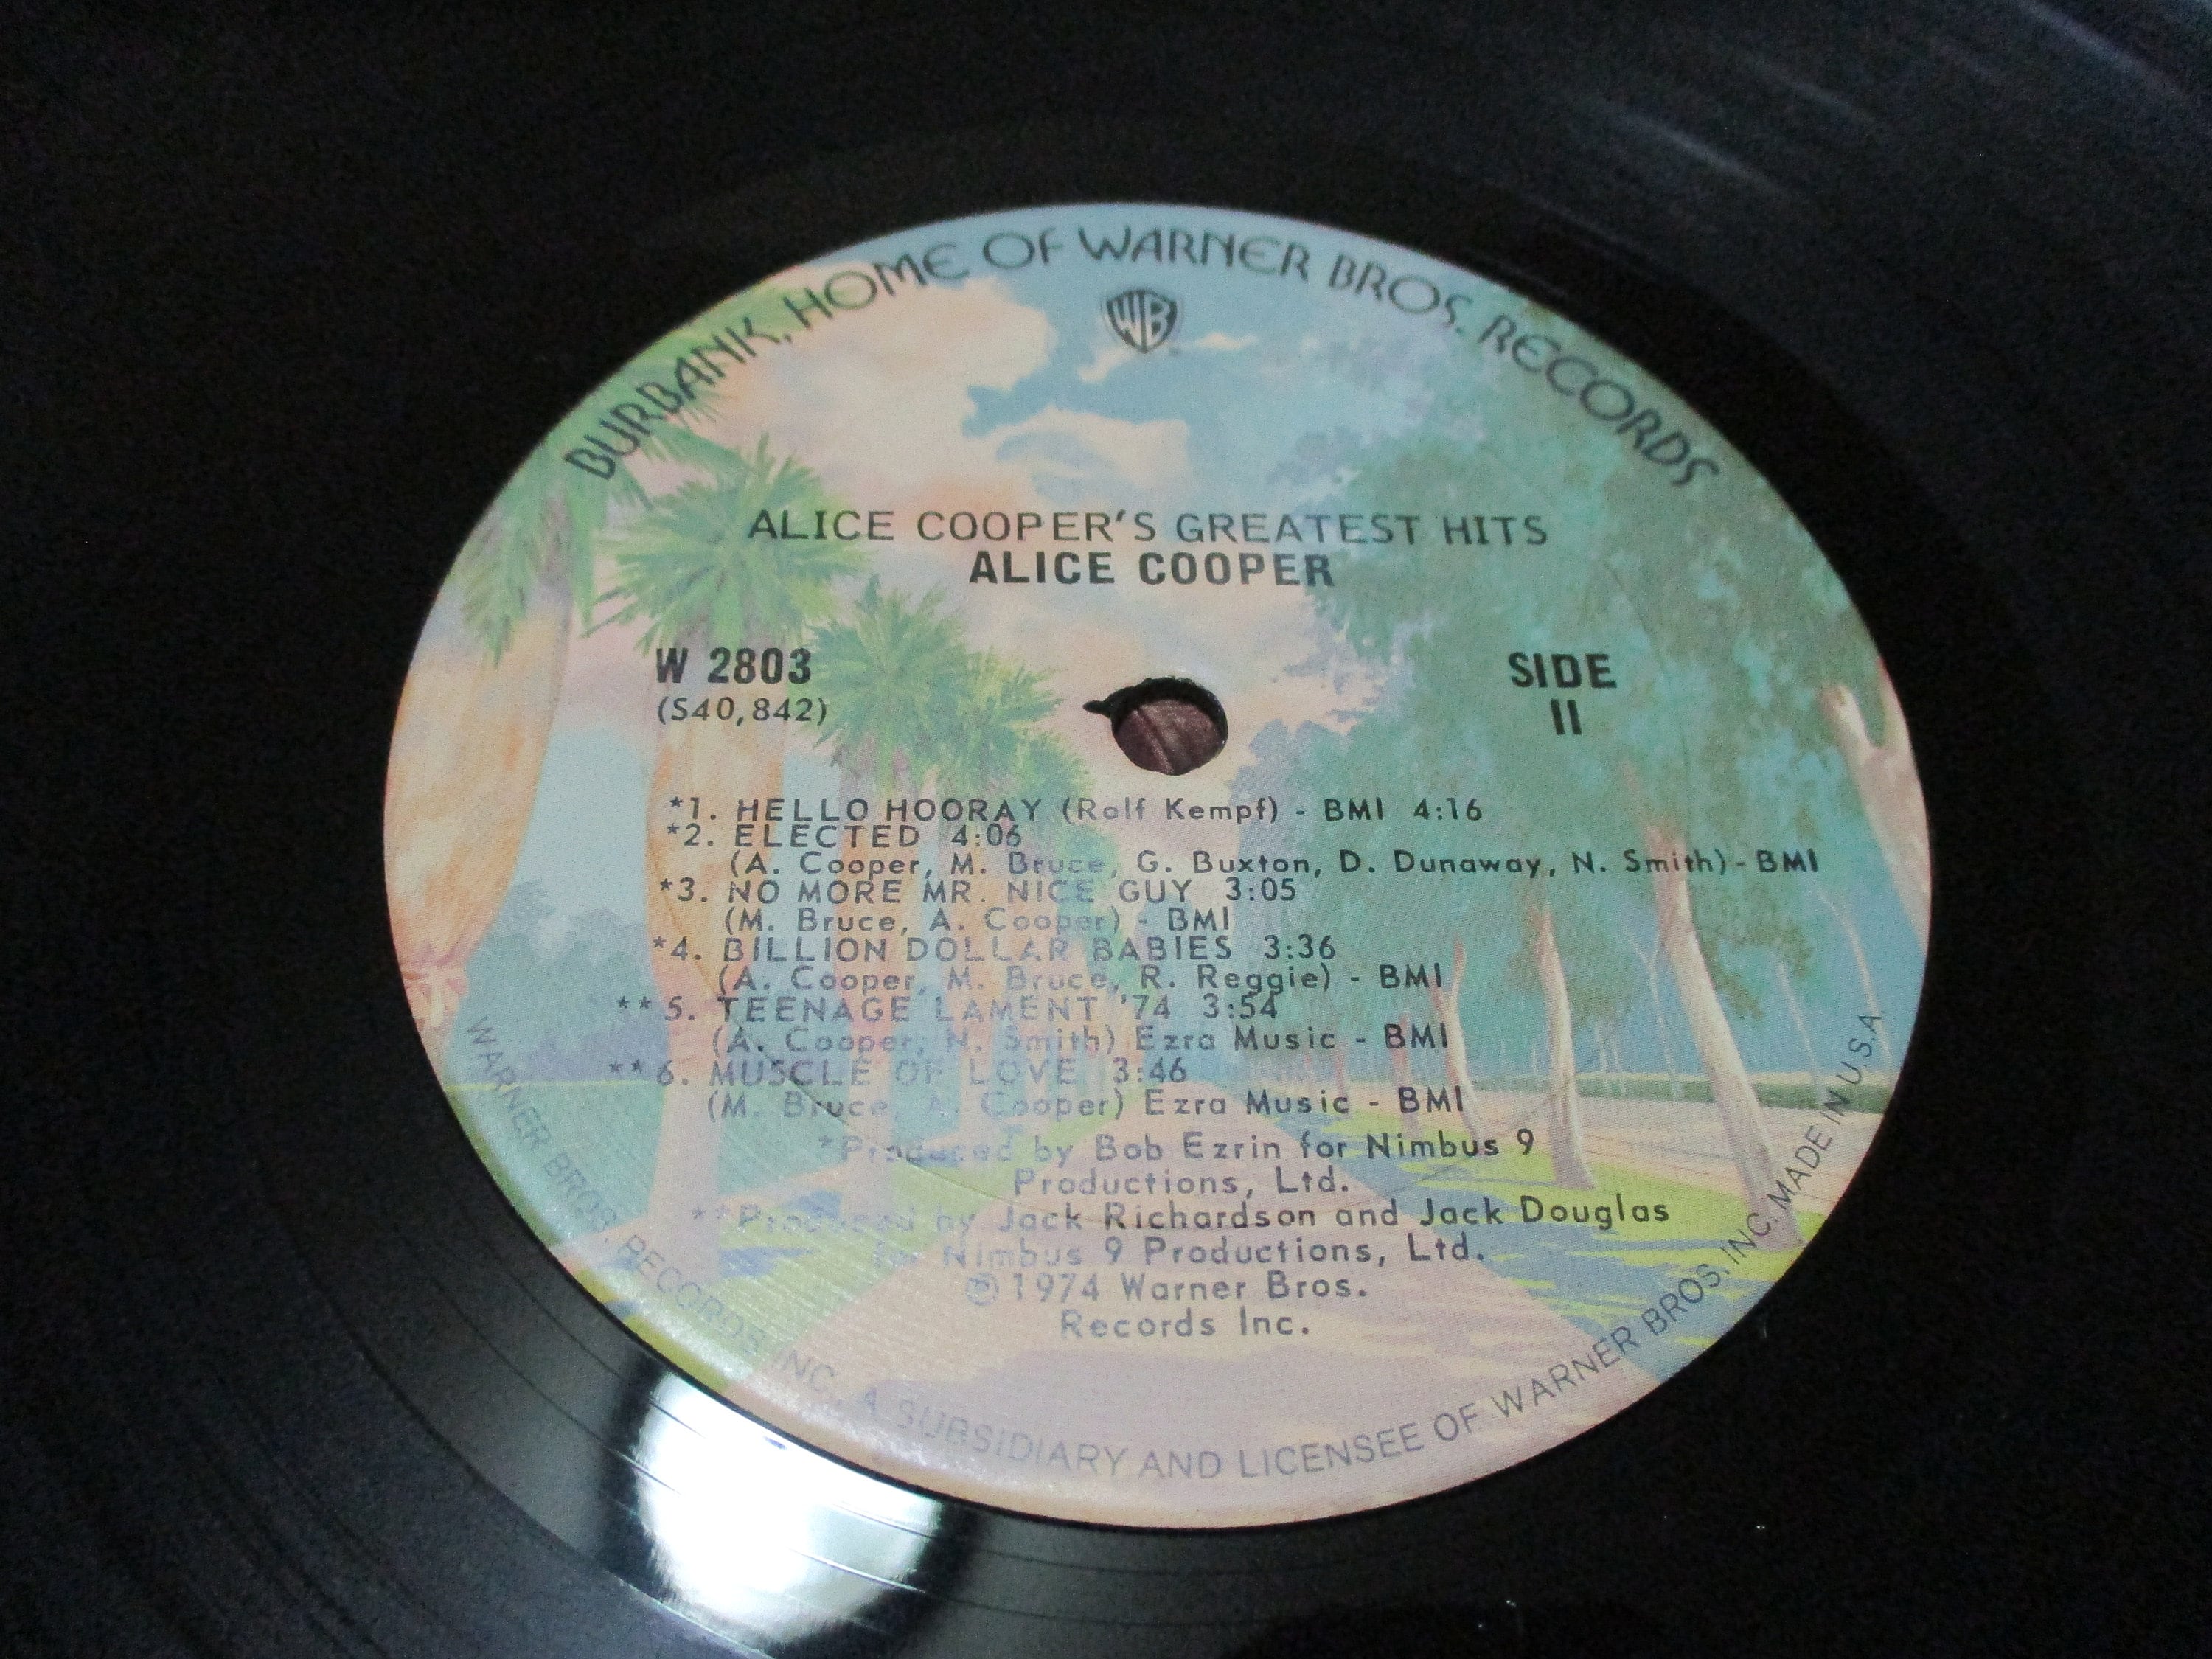 BURBANK, HOME OF WARNER BROS. RECORDS
WB
ALICE COOPER'S GREATEST HITS
ALICE COOPER
W 2803
(S40,842)
SIDE
II
*1. HELLO HOORAY (Rolf Kempf) - BMI 4:16
*2. ELECTED 4:06
(A. Cooper, M. Bruce, G. Buxton, D. Dunaway, N. Smith) - BMI
*3. NO MORE MR. NICE GUY 3:05
(M. Bruce, A. Cooper) - BMI
*4. BILLION DOLLAR BABIES 3:36
(A. Cooper, M. Bruce, R. Reggie) - BMI
**5. TEENAGE LAMENT '74 3:54
(A. Cooper, N. Smith) Ezra Music - BMI
**6. MUSCLE OF LOVE 3:46
(M. Bruce, A. Cooper) Ezra Music - BMI
*Produced by Bob Ezrin for Nimbus 9
Productions, Ltd.
**Produced by Jack Richardson and Jack Douglas
for Nimbus 9 Productions, Ltd.
℗ 1974 Warner Bros.
Records Inc.
WARNER BROS. RECORDS INC., A SUBSIDIARY AND LICENSEE OF WARNER BROS. INC. MADE IN U.S.A.